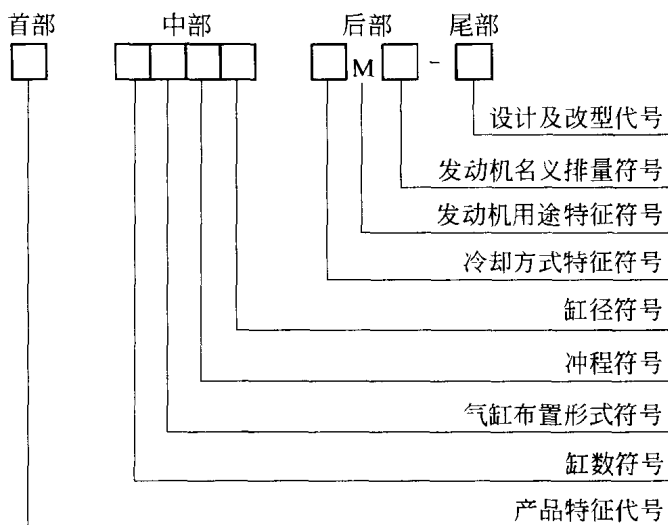 首部 中部 后部 尾部
M -
设计及改型代号
发动机名义排量符号
发动机用途特征符号
冷却方式特征符号
缸径符号
冲程符号
气缸布置形式符号
缸数符号
产品特征代号